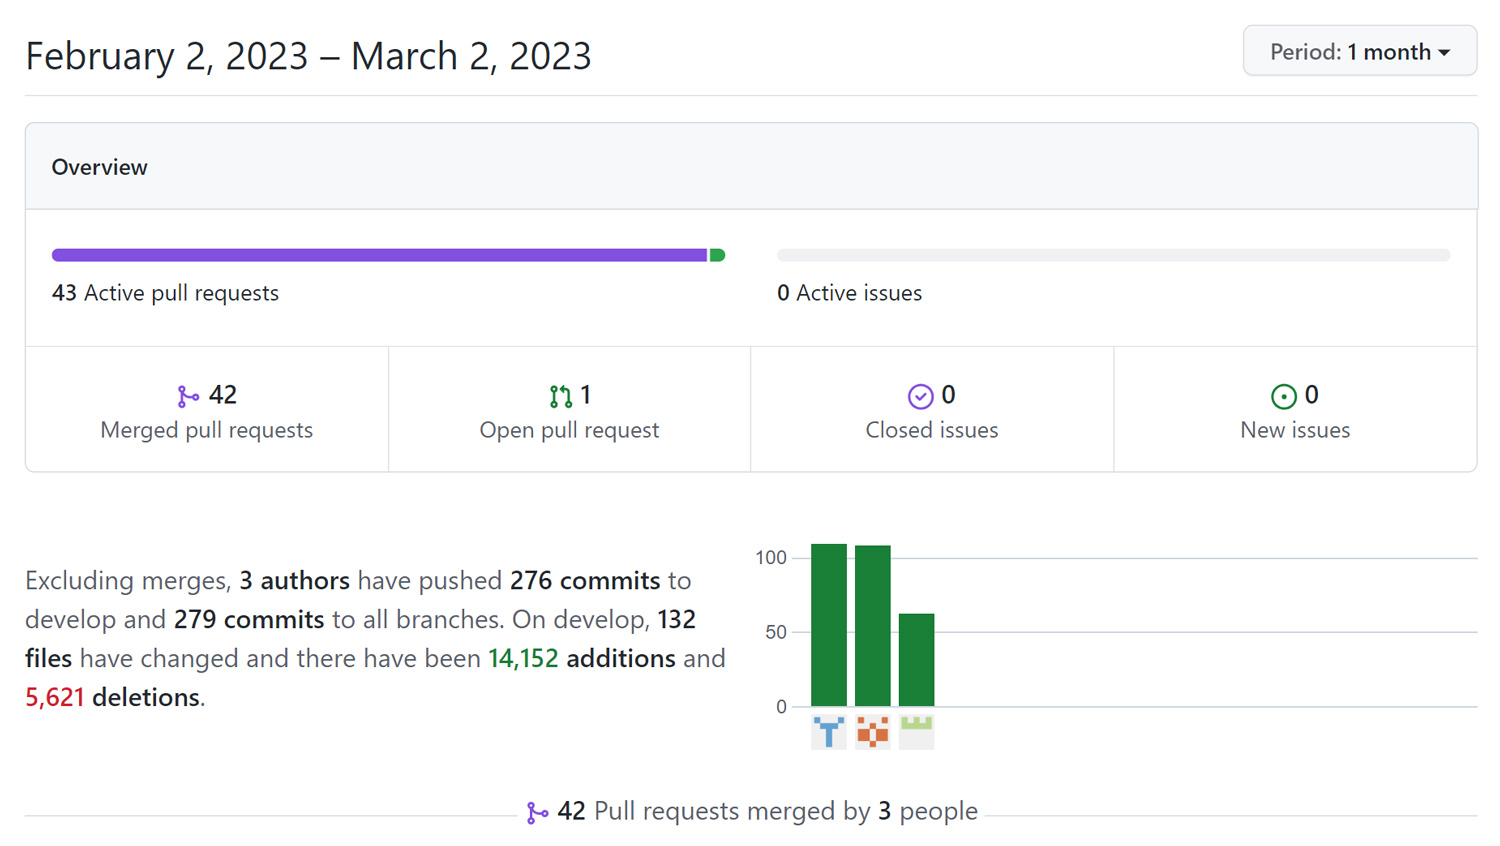 February 2, 2023 – March 2, 2023
Period: 1 month
Overview
43 Active pull requests
0 Active issues
42
Merged pull requests
1
Open pull request
0
Closed issues
0
New issues
Excluding merges, 3 authors have pushed 276 commits to
develop and 279 commits to all branches. On develop, 132
files have changed and there have been 14,152 additions and
5,621 deletions.
100
50
0
42 Pull requests merged by 3 people